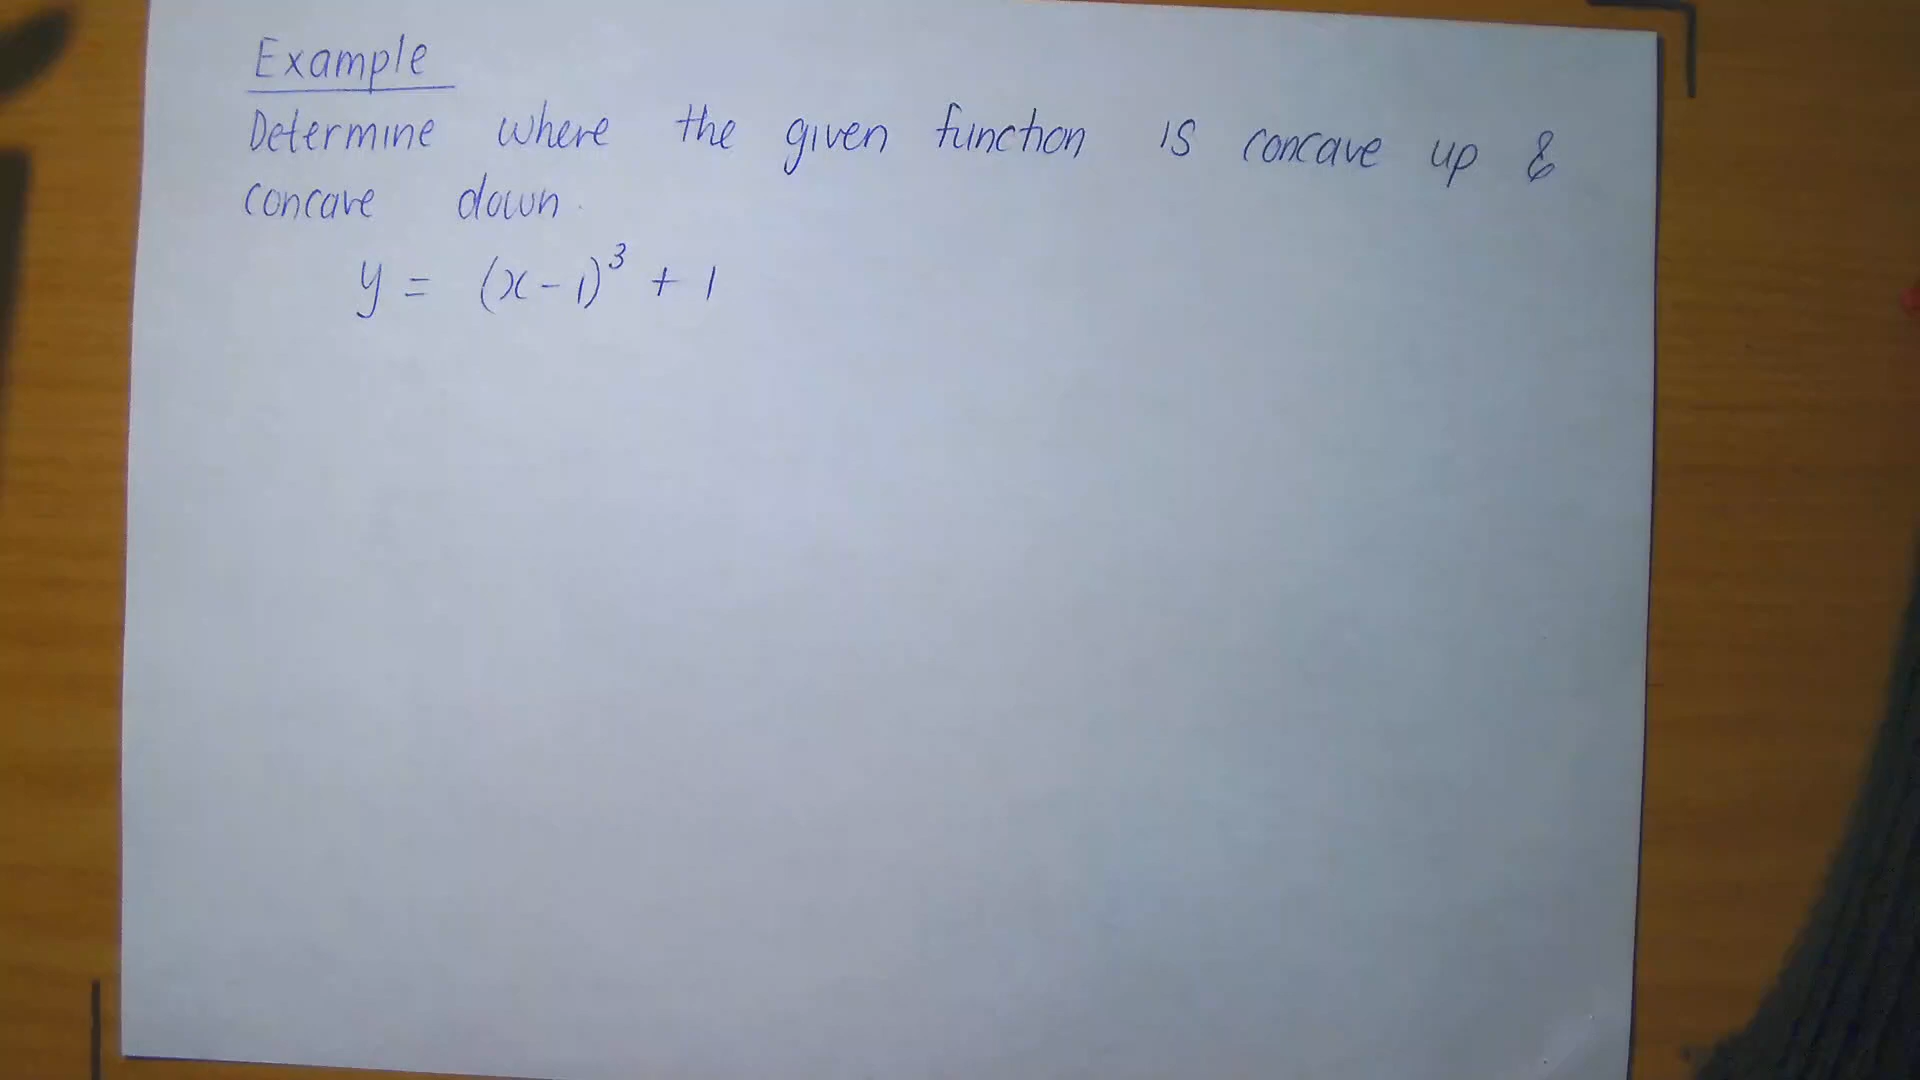 Example
Determine where the given function is concave up &
concave down.
y = (x-1)³ + 1